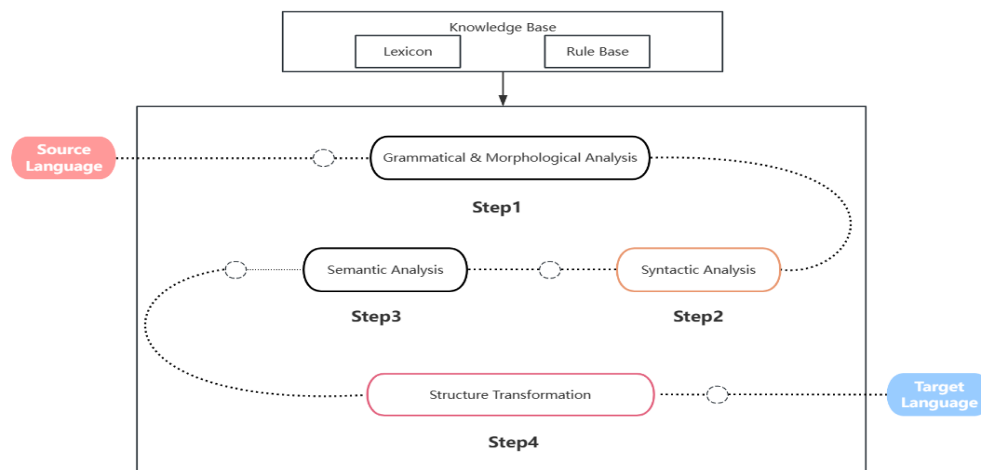 Knowledge Base
Lexicon
Rule Base
Source
Language
Grammatical & Morphological Analysis
Step1
Semantic Analysis
Syntactic Analysis
Step3
Step2
Structure Transformation
Target
Language
Step4